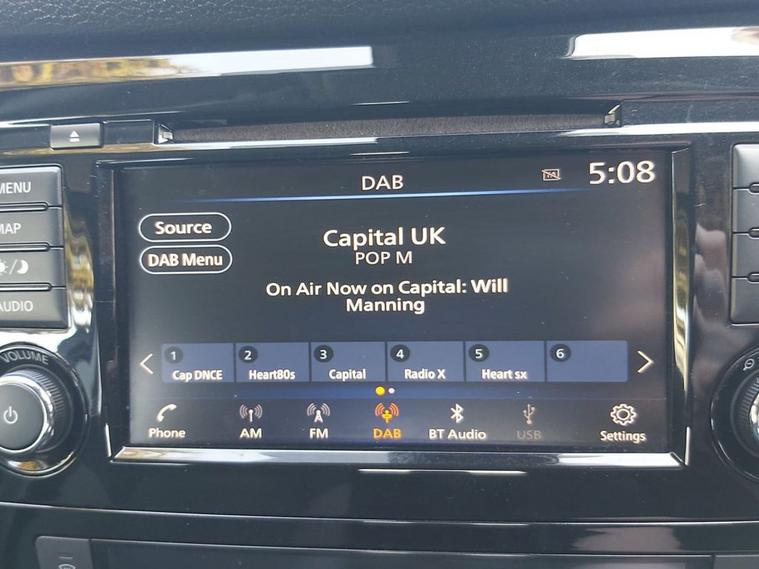 DAB
TA
5:08
MENU
MAP
AUDIO
VOLUME
Source
DAB Menu
Capital UK
POP M
On Air Now on Capital: Will
Manning
1 2 3 4 5 6
Cap DNCE Heart80s Capital Radio X Heart sx
Phone AM FM DAB BT Audio USB Settings